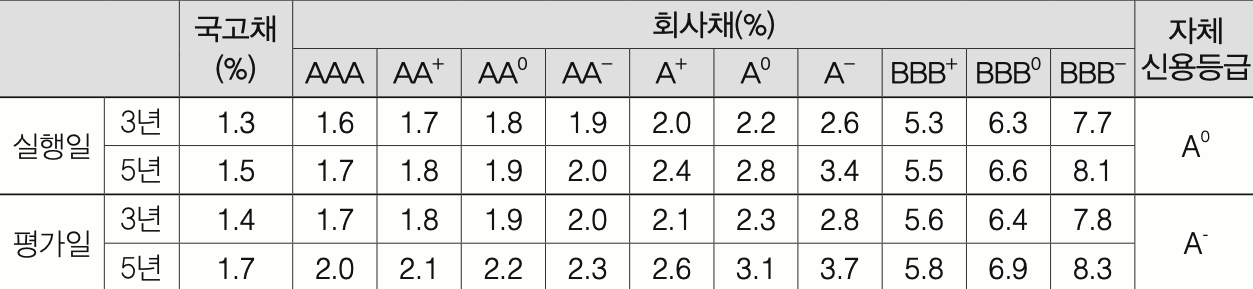 국고채 (%) 회사채(%) 자체 신용등급
AAA AA⁺ AA⁰ AA⁻ A⁺ A⁰ A⁻ BBB⁺ BBB⁰ BBB⁻
실행일 3년 1.3 1.6 1.7 1.8 1.9 2.0 2.2 2.6 5.3 6.3 7.7 A⁰
5년 1.5 1.7 1.8 1.9 2.0 2.4 2.8 3.4 5.5 6.6 8.1
평가일 3년 1.4 1.7 1.8 1.9 2.0 2.1 2.3 2.8 5.6 6.4 7.8 A⁻
5년 1.7 2.0 2.1 2.2 2.3 2.6 3.1 3.7 5.8 6.9 8.3